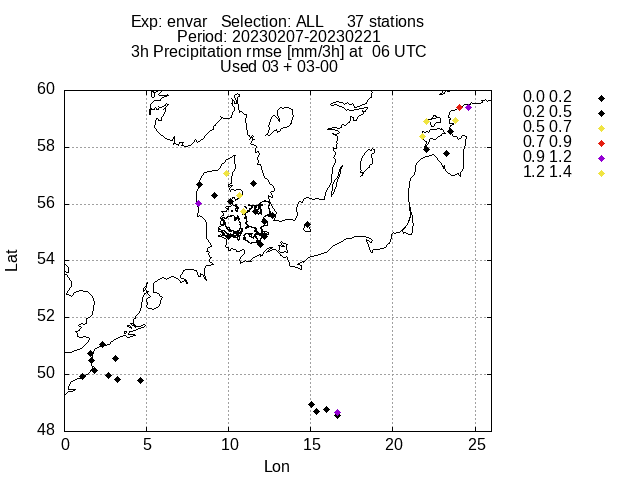 Exp: envar   Selection: ALL     37 stations
Period: 20230207-20230221
3h Precipitation rmse [mm/3h] at  06 UTC
Used 03 + 03-00
60
58
56
54
52
50
48
Lat
0 5 10 15 20 25
Lon
0.0 0.2
0.2 0.5
0.5 0.7
0.7 0.9
0.9 1.2
1.2 1.4